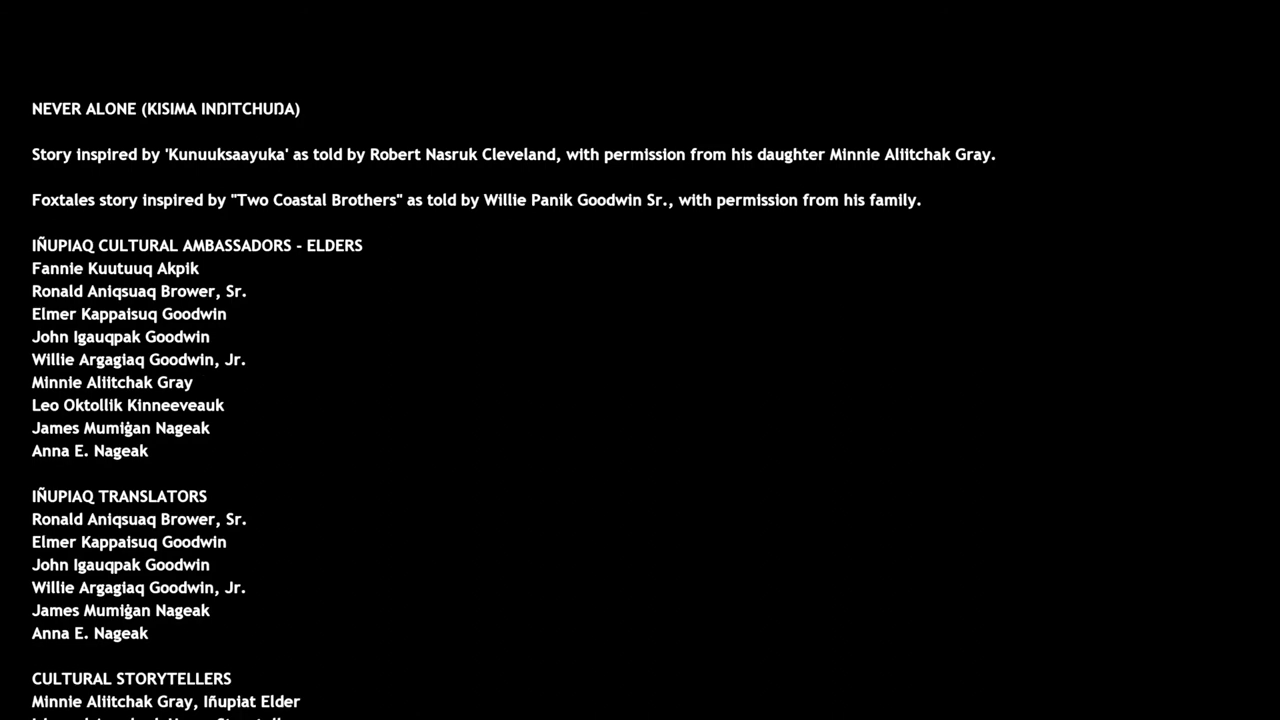 NEVER ALONE (KISIMA INŊITCHUŊA)
Story inspired by 'Kunuuksaayuka' as told by Robert Nasruk Cleveland, with permission from his daughter Minnie Aliitchak Gray.
Foxtales story inspired by "Two Coastal Brothers" as told by Willie Panik Goodwin Sr., with permission from his family.
IÑUPIAQ CULTURAL AMBASSADORS - ELDERS
Fannie Kuutuuq Akpik
Ronald Aniqsuaq Brower, Sr.
Elmer Kappaisuq Goodwin
John Igauqpak Goodwin
Willie Argagiaq Goodwin, Jr.
Minnie Aliitchak Gray
Leo Oktollik Kinneeveauk
James Mumiġan Nageak
Anna E. Nageak
IÑUPIAQ TRANSLATORS
Ronald Aniqsuaq Brower, Sr.
Elmer Kappaisuq Goodwin
John Igauqpak Goodwin
Willie Argagiaq Goodwin, Jr.
James Mumiġan Nageak
Anna E. Nageak
CULTURAL STORYTELLERS
Minnie Aliitchak Gray, Iñupiat Elder